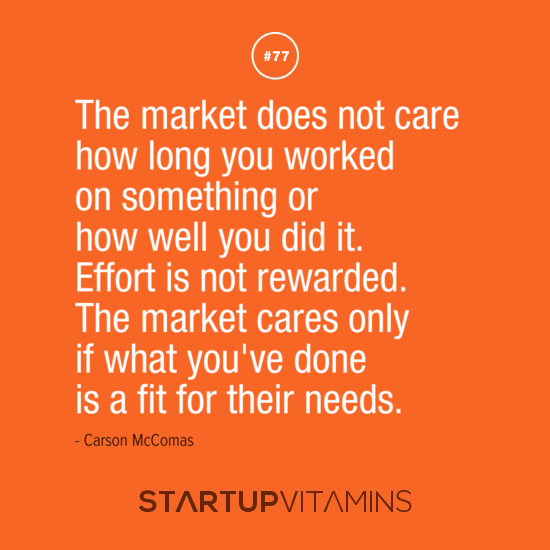 #77
The market does not care
how long you worked
on something or
how well you did it.
Effort is not rewarded.
The market cares only
if what you've done
is a fit for their needs.
- Carson McComas
STARTUPVITAMINS